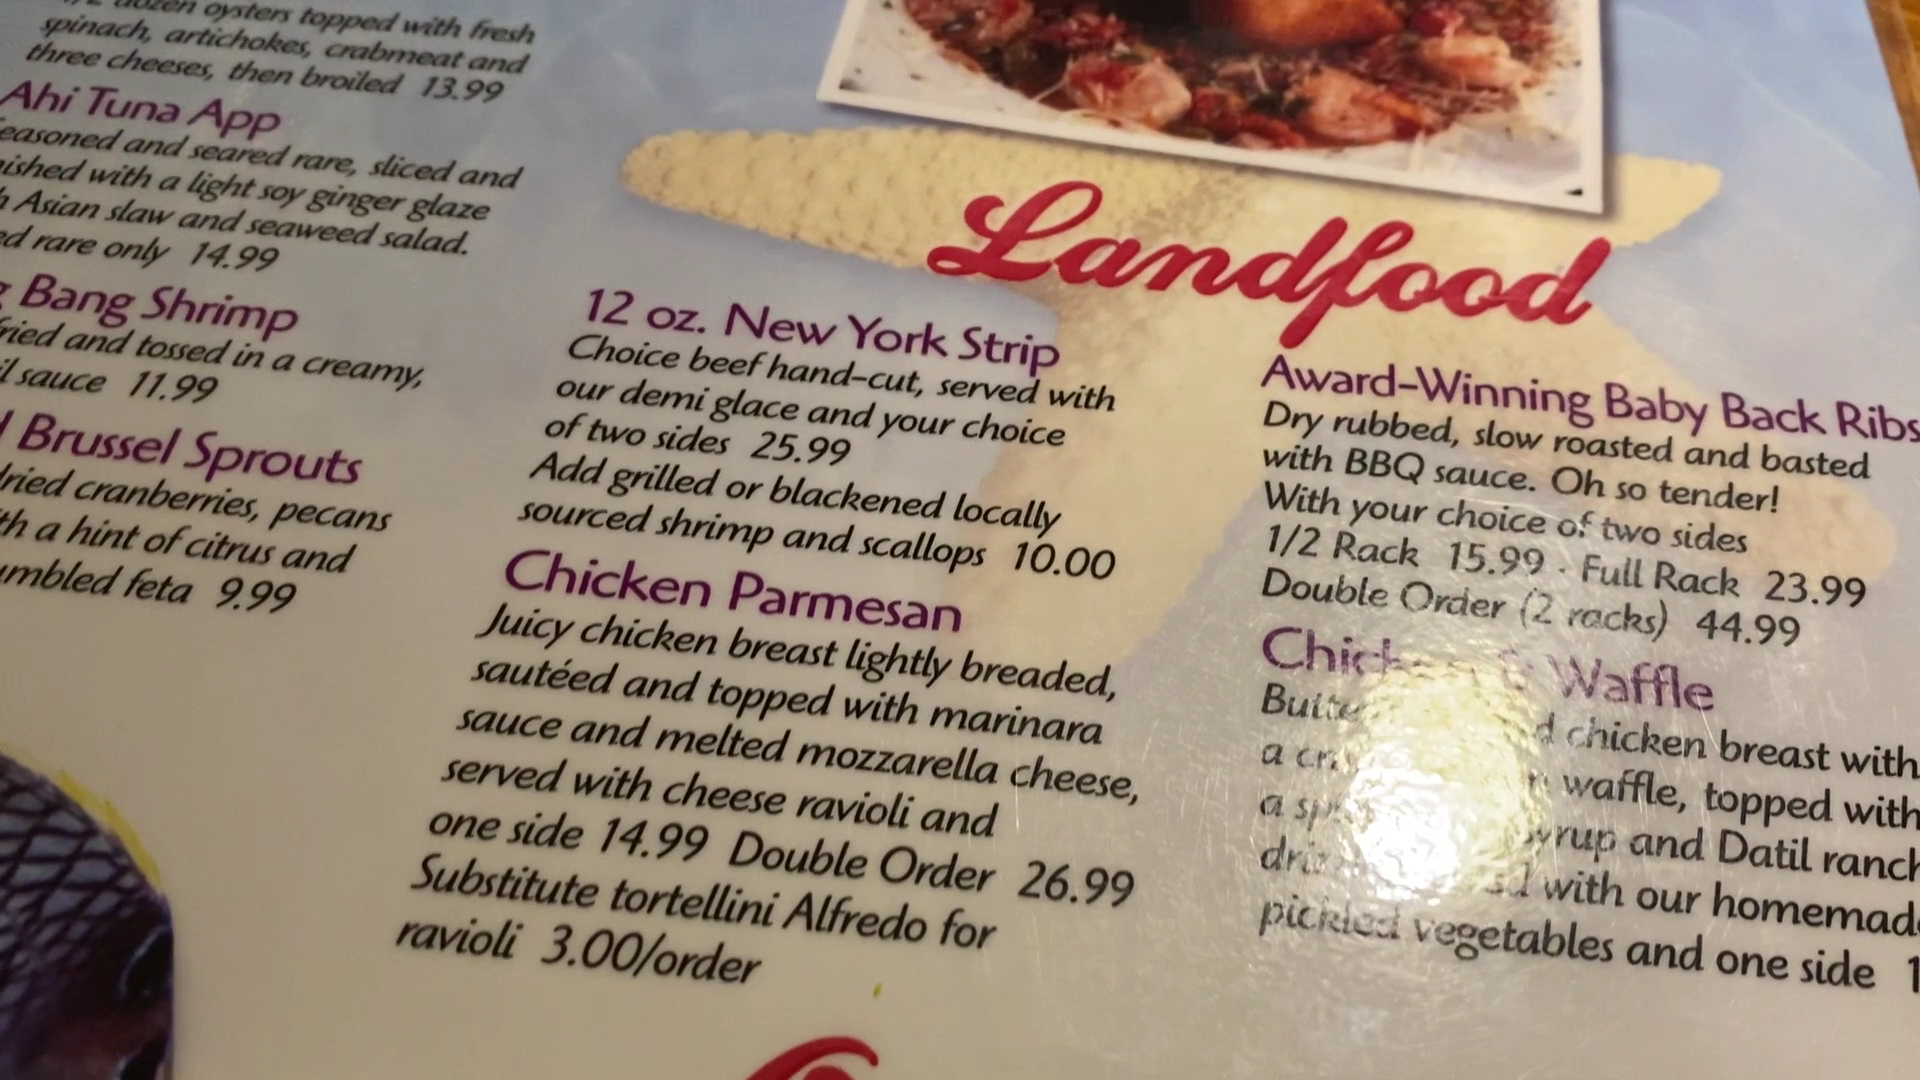 dozen oysters topped with fresh
spinach, artichokes, crabmeat and
three cheeses, then broiled 13.99
Ahi Tuna App
and seared rare, sliced and
with a light soy ginger glaze
Asian slaw and seaweed salad.
rare only 14.99
Bang Shrimp
and tossed in a creamy,
sauce 11.99
Brussel Sprouts
cranberries, pecans
a hint of citrus and
feta 9.99
Landfood
12 oz. New York Strip
Choice beef hand-cut, served with
our demi glace and your choice
of two sides 25.99
Add grilled or blackened locally
sourced shrimp and scallops 10.00
Chicken Parmesan
Juicy chicken breast lightly breaded,
sautéed and topped with marinara
sauce and melted mozzarella cheese,
served with cheese ravioli and
one side 14.99 Double Order 26.99
Substitute tortellini Alfredo for
ravioli 3.00/order
Award-Winning Baby Back Ribs
Dry rubbed, slow roasted and basted
with BBQ sauce. Oh so tender!
With your choice of two sides
1/2 Rack 15.99 · Full Rack 23.99
Double Order (2 racks) 44.99
Chicken & Waffle
chicken breast with
a waffle, topped with
a syrup and Datil ranch
with our
pickled vegetables and one side